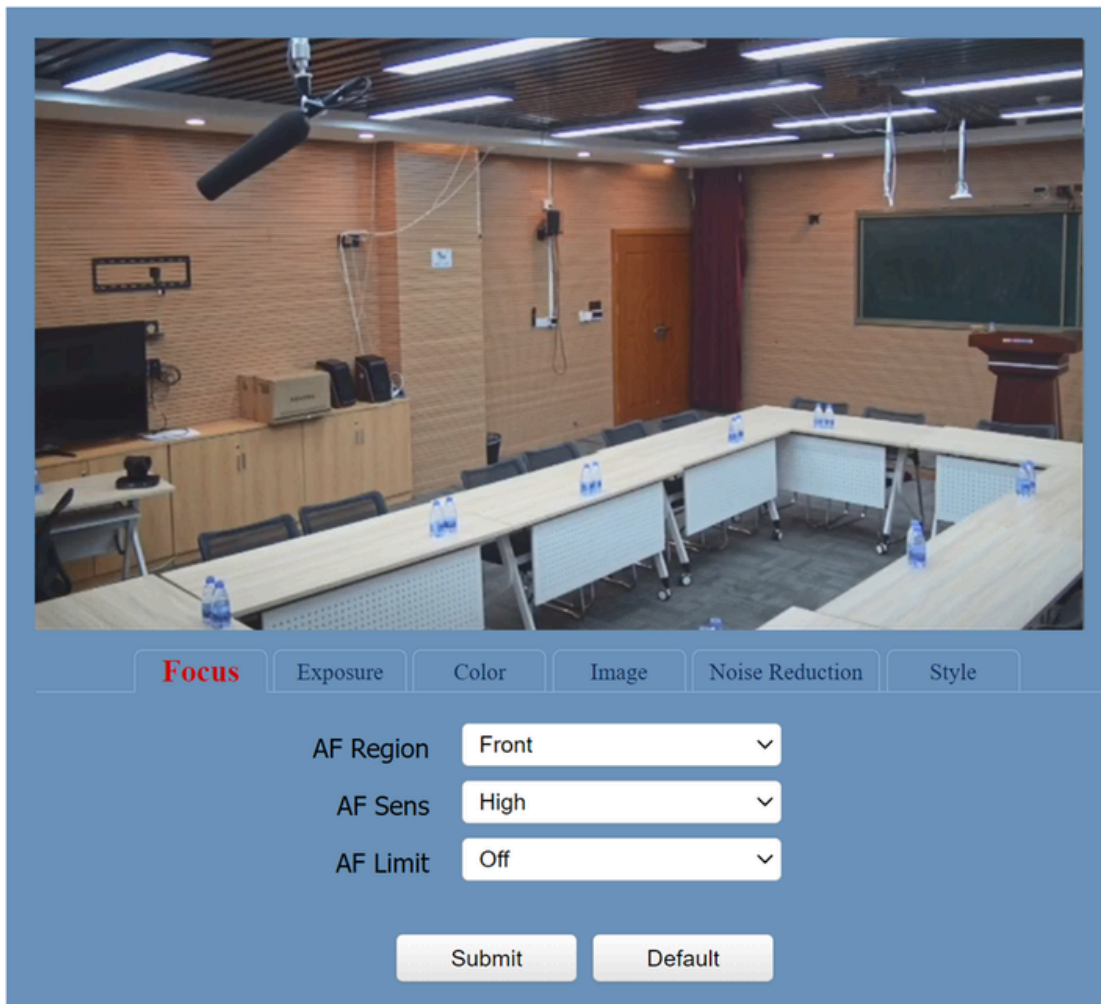 Focus Exposure Color Image Noise Reduction Style
AF Region Front
AF Sens High
AF Limit Off
Submit Default